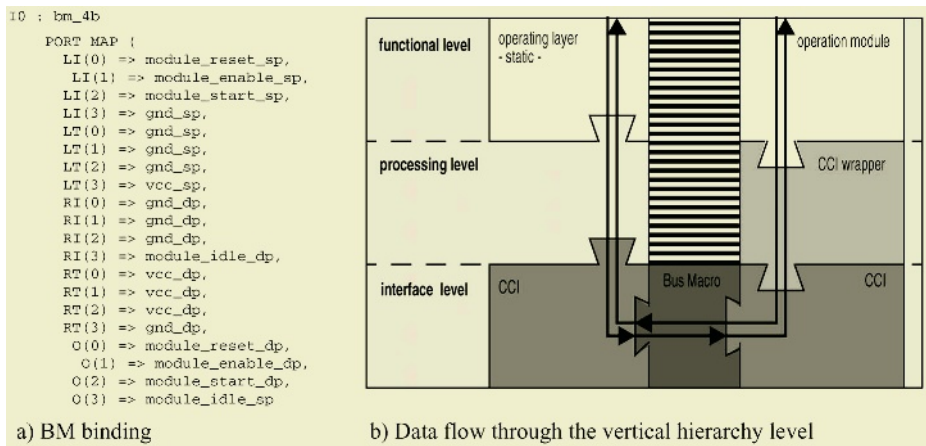 I0 : bm_4b
PORT MAP (
LI(0) => module_reset_sp,
LI(1) => module_enable_sp,
LI(2) => module_start_sp,
LI(3) => gnd_sp,
LT(0) => gnd_sp,
LT(1) => gnd_sp,
LT(2) => gnd_sp,
LT(3) => vcc_sp,
RI(0) => gnd_dp,
RI(1) => gnd_dp,
RI(2) => gnd_dp,
RI(3) => module_idle_dp,
RT(0) => vcc_dp,
RT(1) => vcc_dp,
RT(2) => vcc_dp,
RT(3) => gnd_dp,
O(0) => module_reset_dp,
O(1) => module_enable_dp,
O(2) => module_start_dp,
O(3) => module_idle_sp
a) BM binding
functional level
operating layer
- static -
operation module
processing level
CCI wrapper
interface level
CCI
Bus Macro
CCI
b) Data flow through the vertical hierarchy level